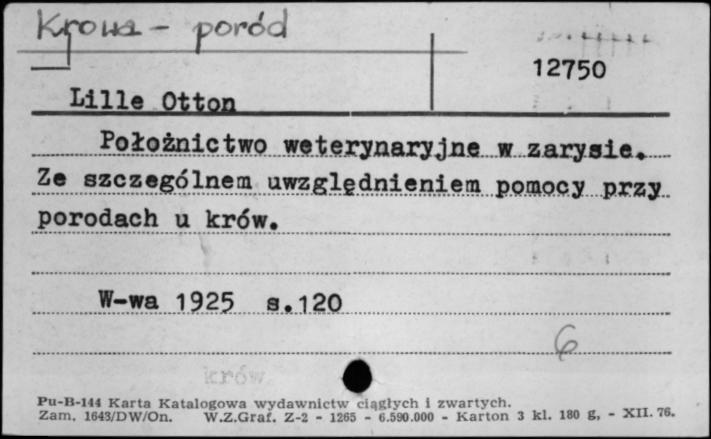 Krowa - poród
12750
Lille Otton
Położnictwo weterynaryjne w zarysie.
Ze szczególnem uwzględnieniem pomocy przy
porodach u krów.
W-wa 1925 s.120
6
krów
Pu-B-144 Karta Katalogowa wydawnictw ciągłych i zwartych.
Zam. 1643/DW/On. W.Z.Graf. Z-2 - 1265 - 6.590.000 - Karton 3 kl. 180 g, - XII. 76.